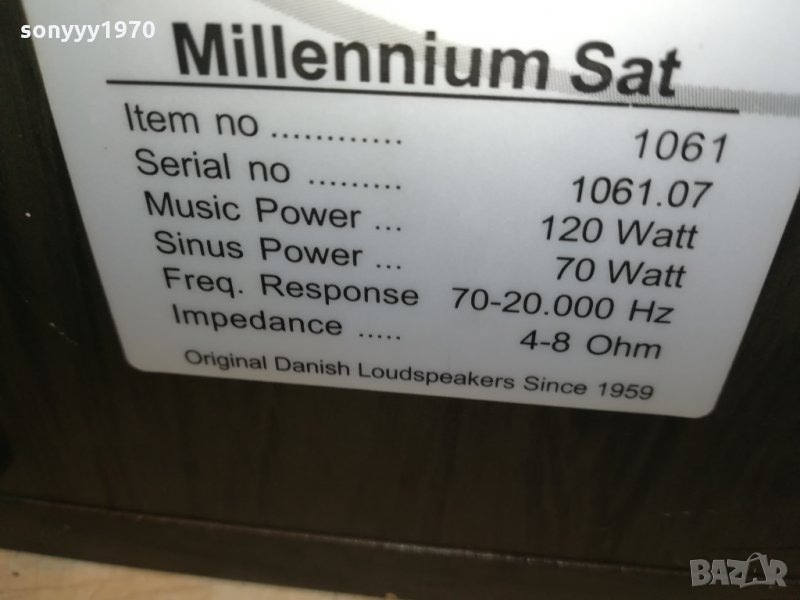 sonyyy1970
Millennium Sat
Item no ............ 1061
Serial no ......... 1061.07
Music Power ... 120 Watt
Sinus Power ... 70 Watt
Freq. Response 70-20.000 Hz
Impedance ..... 4-8 Ohm
Original Danish Loudspeakers Since 1959
BAZAR